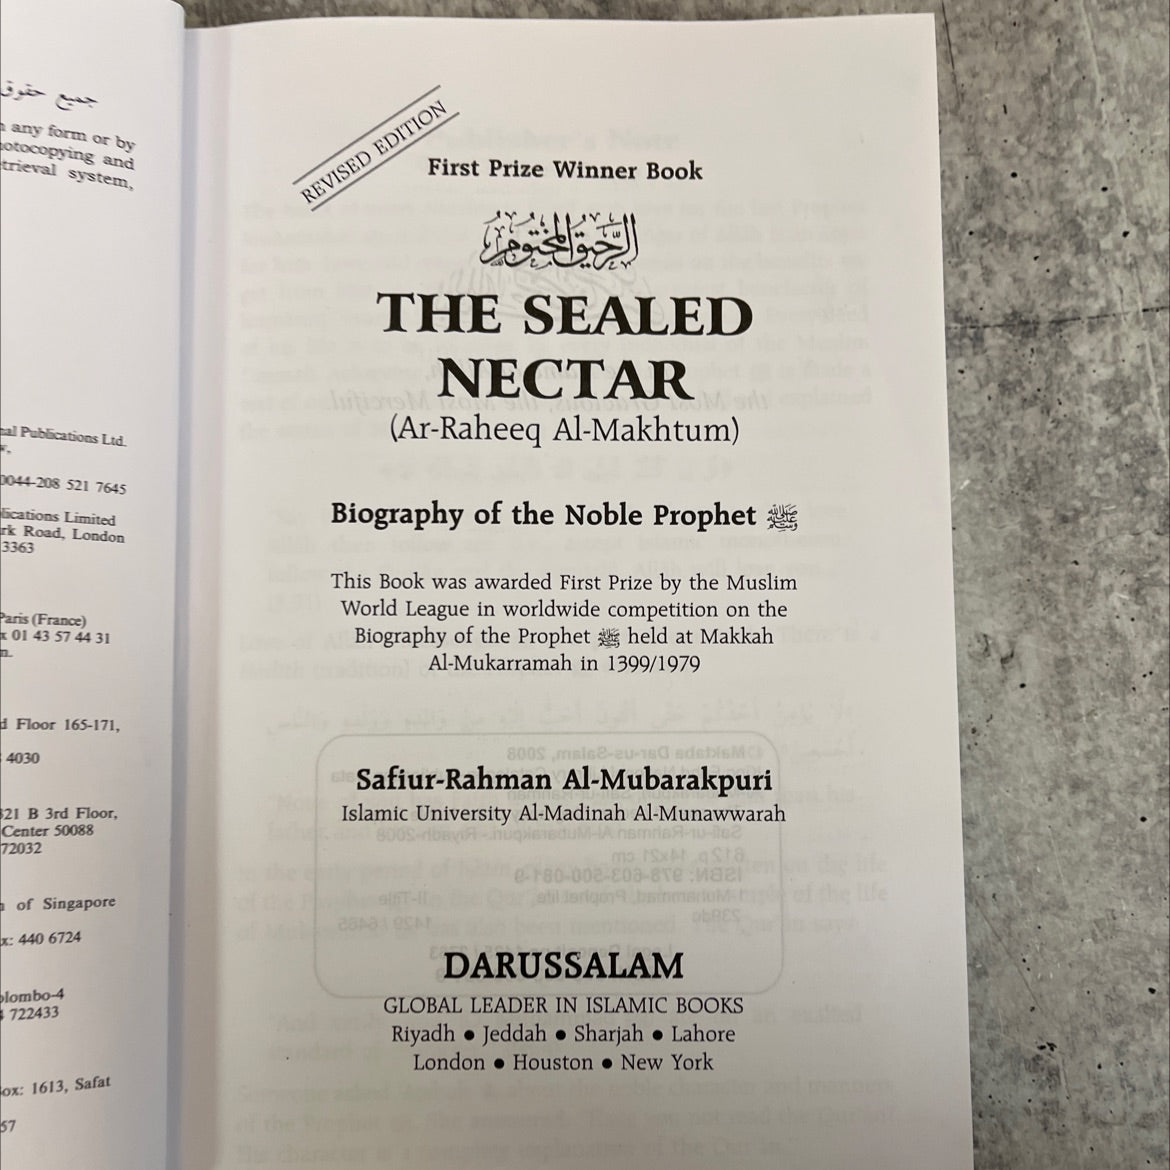 جميع حقوق
any form or by
otocopying and
trieval system,
nal Publications Ltd.
0044-208 521 7645
lications Limited
rk Road, London
3363
Paris (France)
x 01 43 57 44 31
d Floor 165-171,
4030
321 B 3rd Floor,
Center 50088
72032
of Singapore
x: 440 6724
olombo-4
722433
ox: 1613, Safat
57
REVISED EDITION
First Prize Winner Book
الرحيق المختوم
THE SEALED
NECTAR
(Ar-Raheeq Al-Makhtum)
Biography of the Noble Prophet ﷺ
This Book was awarded First Prize by the Muslim
World League in worldwide competition on the
Biography of the Prophet ﷺ held at Makkah
Al-Mukarramah in 1399/1979
Safiur-Rahman Al-Mubarakpuri
Islamic University Al-Madinah Al-Munawwarah
DARUSSALAM
GLOBAL LEADER IN ISLAMIC BOOKS
Riyadh ● Jeddah ● Sharjah ● Lahore
London ● Houston ● New York